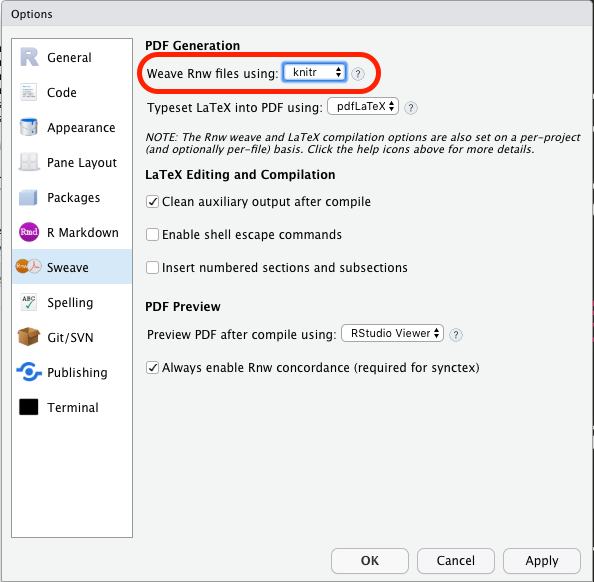 Options
R
General
Code
Appearance
Pane Layout
Packages
Rmd
R Markdown
Rnw
Sweave
ABC
Spelling
Git/SVN
Publishing
Terminal
PDF Generation
Weave Rnw files using: knitr ?
Typeset LaTeX into PDF using: pdfLaTeX ?
NOTE: The Rnw weave and LaTeX compilation options are also set on a per-project
(and optionally per-file) basis. Click the help icons above for more details.
LaTeX Editing and Compilation
Clean auxiliary output after compile
Enable shell escape commands
Insert numbered sections and subsections
PDF Preview
Preview PDF after compile using: RStudio Viewer ?
Always enable Rnw concordance (required for synctex)
OK
Cancel
Apply